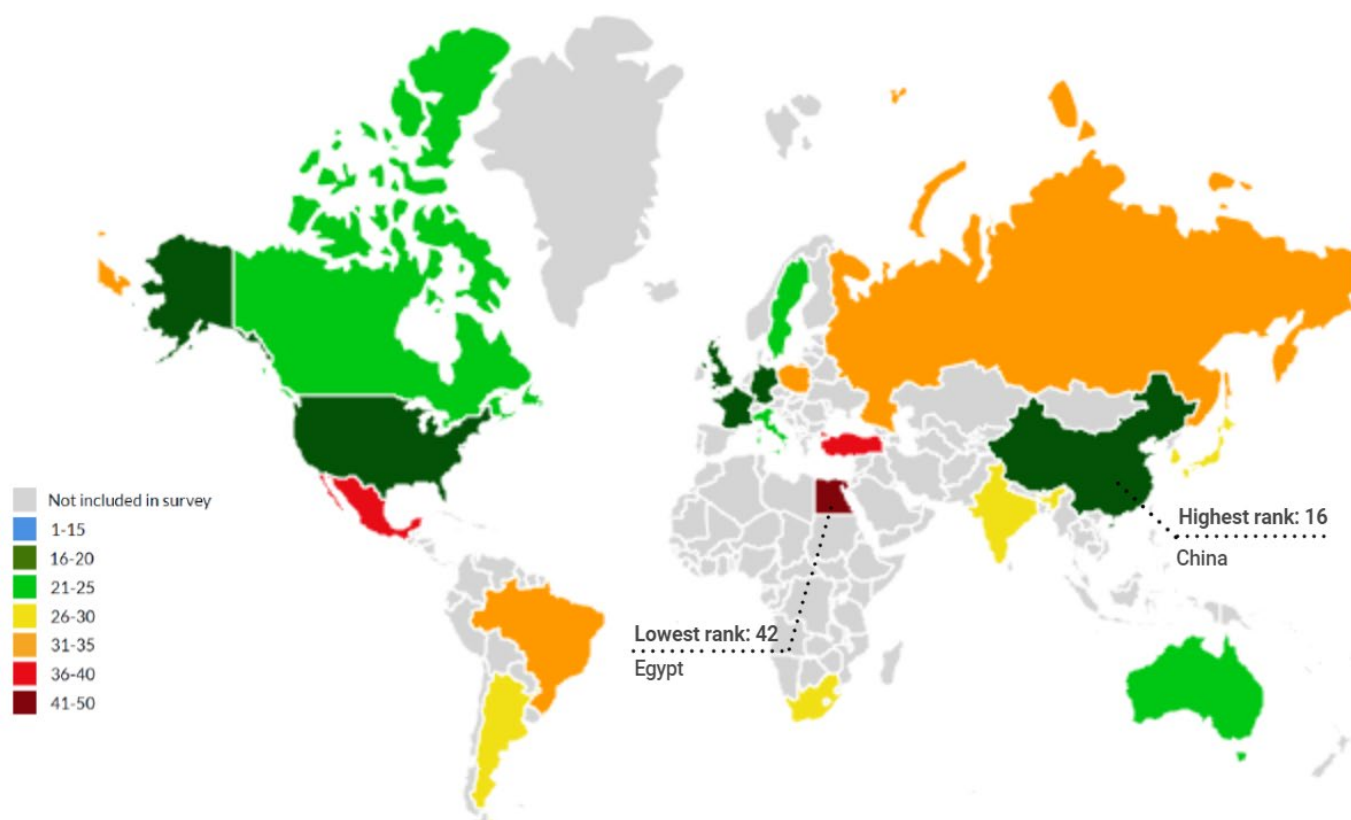 Not included in survey
1-15
16-20
21-25
26-30
31-35
36-40
41-50
Highest rank: 16
China
Lowest rank: 42
Egypt